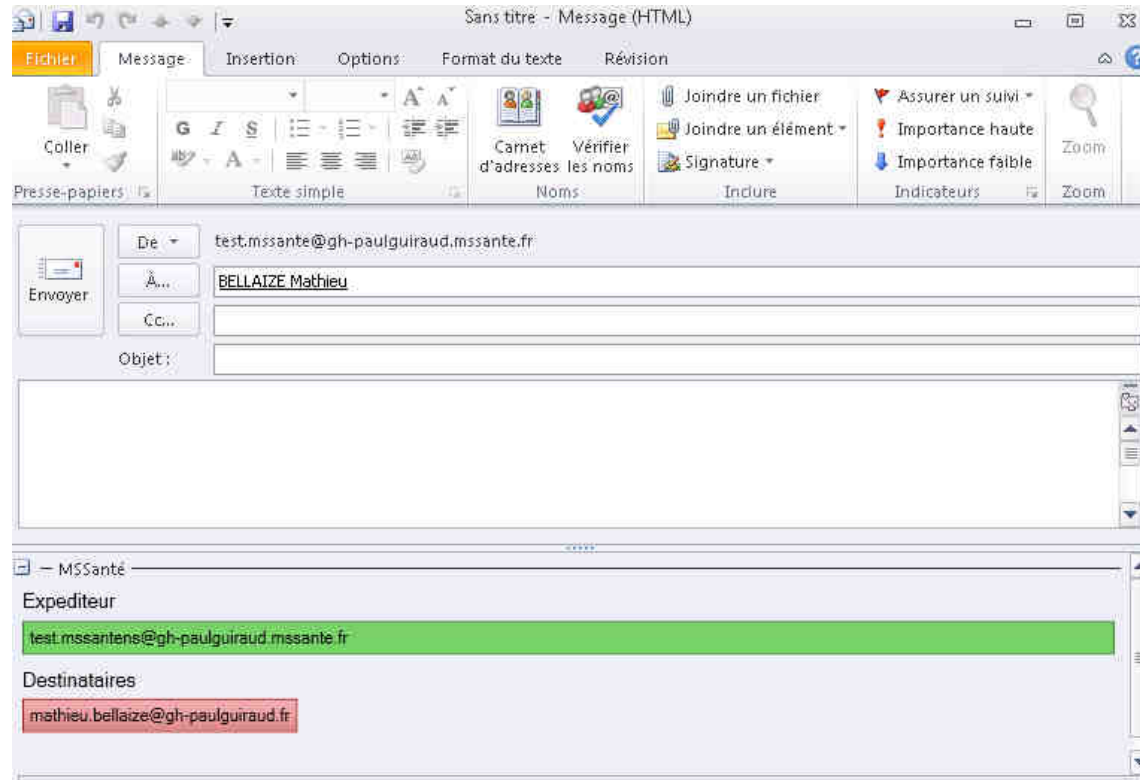 Sans titre - Message (HTML)
Fichier Message Insertion Options Format du texte Révision
Coller
G I S A A
A
Carnet d'adresses
Vérifier les noms
Joindre un fichier
Joindre un élément
Signature
Assurer un suivi
Importance haute
Importance faible
Zoom
Presse-papiers Texte simple Noms Inclure Indicateurs Zoom
Envoyer
De test.mssante@gh-paulguiraud.mssante.fr
À... BELLAIZE Mathieu
Cc...
Objet :
MSSanté
Expediteur
test.mssantens@gh-paulguiraud.mssante.fr
Destinataires
mathieu.bellaize@gh-paulguiraud.fr